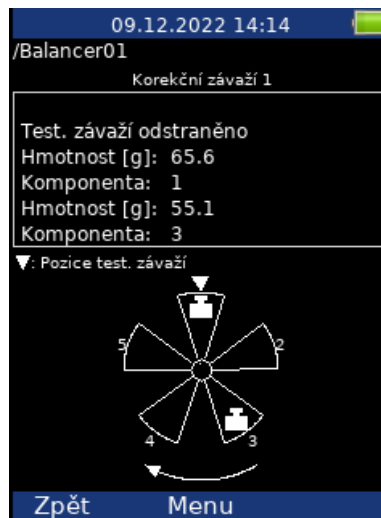 09.12.2022 14:14
/Balancer01
Korekční závaží 1
Test. závaží odstraněno
Hmotnost [g]: 65.6
Komponenta: 1
Hmotnost [g]: 55.1
Komponenta: 3
▼: Pozice test. závaží
5
2
4
3
Zpět Menu